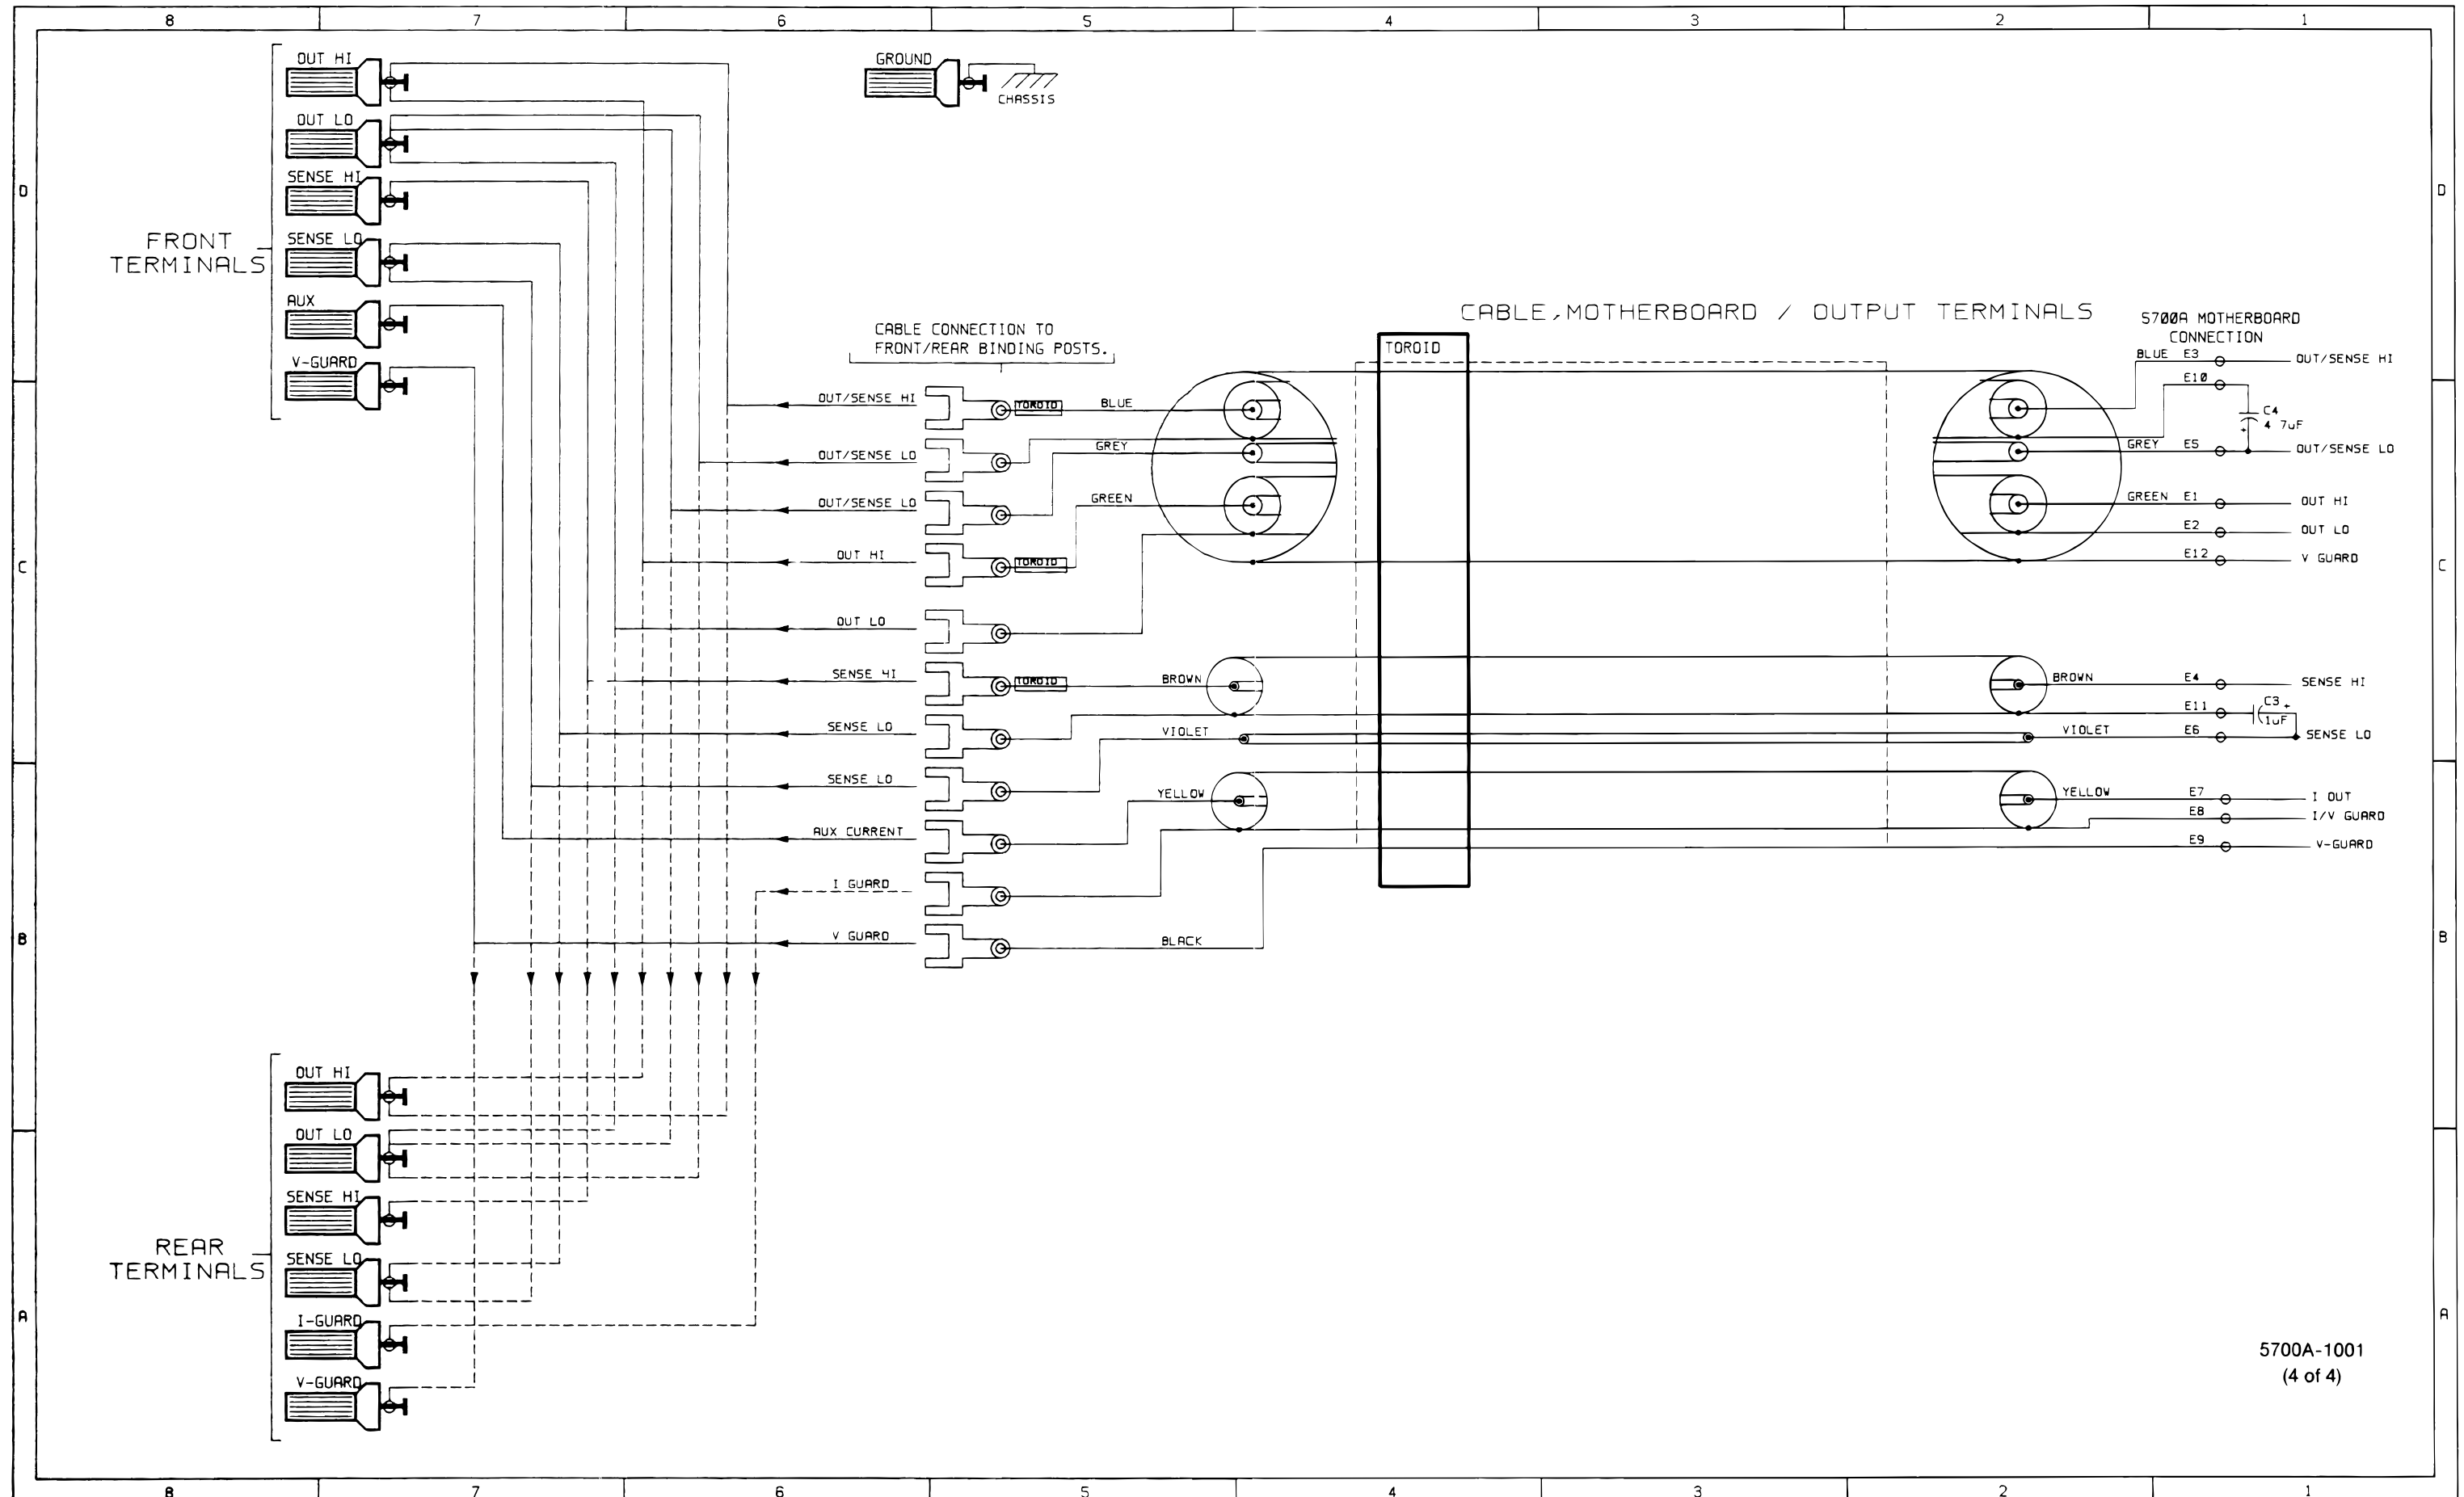 8 7 6 5 4 3 2 1
OUT HI
OUT LO
SENSE HI
SENSE LO
AUX
V-GUARD
FRONT
TERMINALS
GROUND
CHASSIS
CABLE CONNECTION TO
FRONT/REAR BINDING POSTS.
CABLE,MOTHERBOARD / OUTPUT TERMINALS
TOROID
5700A MOTHERBOARD
CONNECTION
D
D
C
C
B
B
A
A
OUT/SENSE HI
TOROID
BLUE
OUT/SENSE LO
GREY
OUT/SENSE LO
GREEN
OUT HI
TOROID
OUT LO
SENSE HI
TOROID
BROWN
SENSE LO
VIOLET
SENSE LO
YELLOW
AUX CURRENT
I GUARD
V GUARD
BLACK
BLUE E3 OUT/SENSE HI
E10
C4
4 7uF
+
GREY E5 OUT/SENSE LO
GREEN E1 OUT HI
E2 OUT LO
E12 V GUARD
BROWN E4 SENSE HI
E11
C3 +
1uF
VIOLET E6 SENSE LO
YELLOW E7 I OUT
E8 I/V GUARD
E9 V-GUARD
REAR
TERMINALS
OUT HI
OUT LO
SENSE HI
SENSE LO
I-GUARD
V-GUARD
5700A-1001
(4 of 4)
8 7 6 5 4 3 2 1